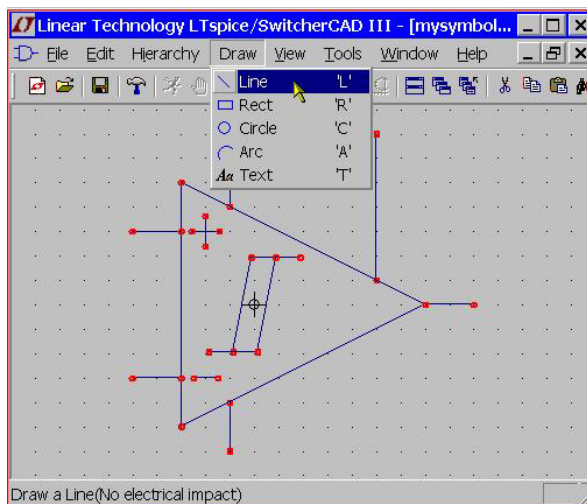 Linear Technology LTspice/SwitcherCAD III - [mysymbol...
File Edit Hierarchy Draw View Tools Window Help
Line 'L'
Rect 'R'
Circle 'C'
Arc 'A'
Aa Text 'T'
Draw a Line(No electrical impact)